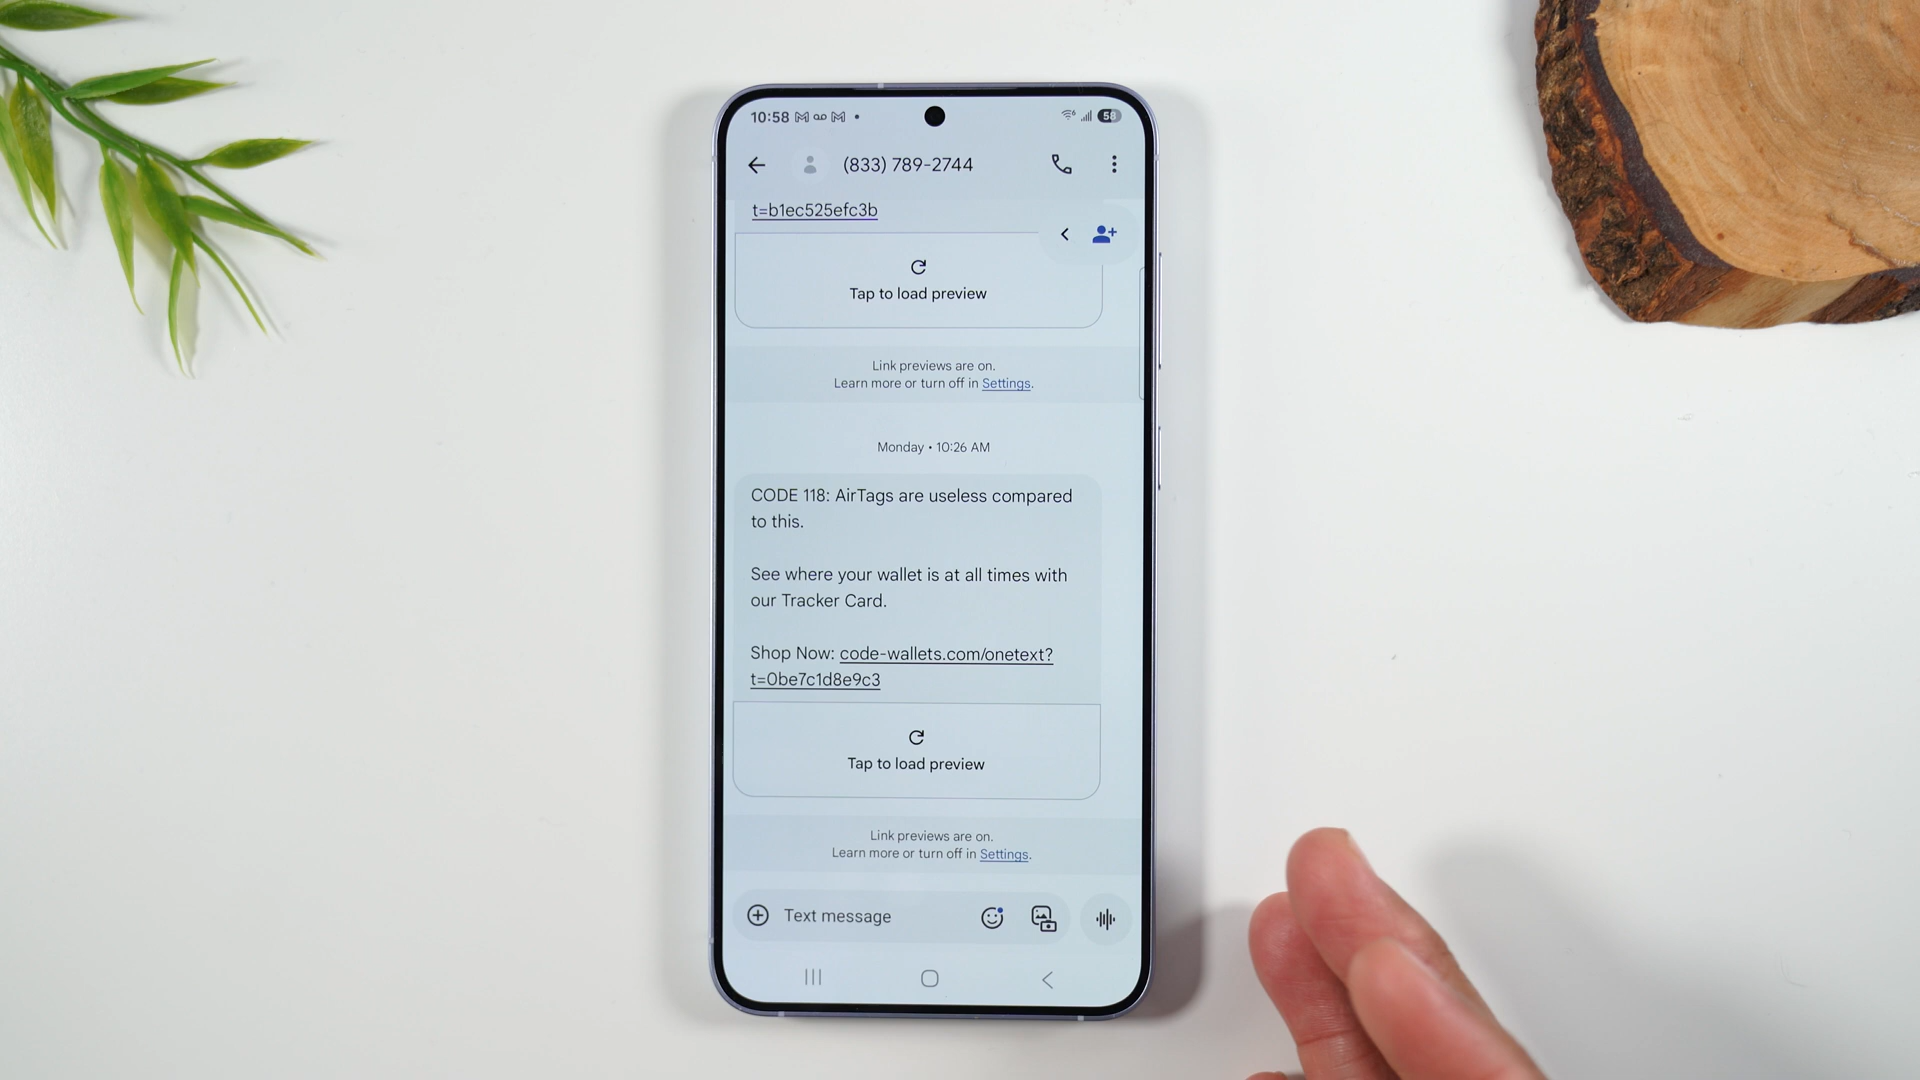 10:58
58
(833) 789-2744
t=b1ec525efc3b
Tap to load preview
Link previews are on.
Learn more or turn off in Settings.
Monday • 10:26 AM
CODE 118: AirTags are useless compared
to this.
See where your wallet is at all times with
our Tracker Card.
Shop Now: code-wallets.com/onetext?
t=0be7c1d8e9c3
Tap to load preview
Link previews are on.
Learn more or turn off in Settings.
Text message